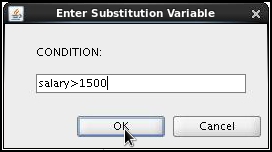 Enter Substitution Variable
CONDITION:
salary>1500
OK
Cancel